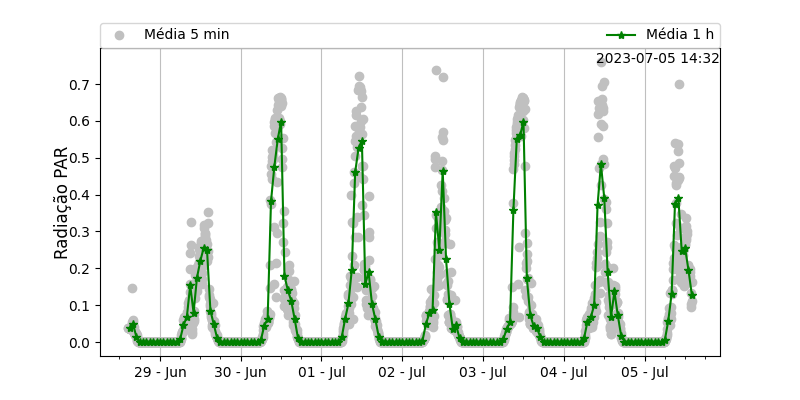 Média 5 min
Média 1 h
2023-07-05 14:32
Radiação PAR
0.7
0.6
0.5
0.4
0.3
0.2
0.1
0.0
29 - Jun
30 - Jun
01 - Jul
02 - Jul
03 - Jul
04 - Jul
05 - Jul